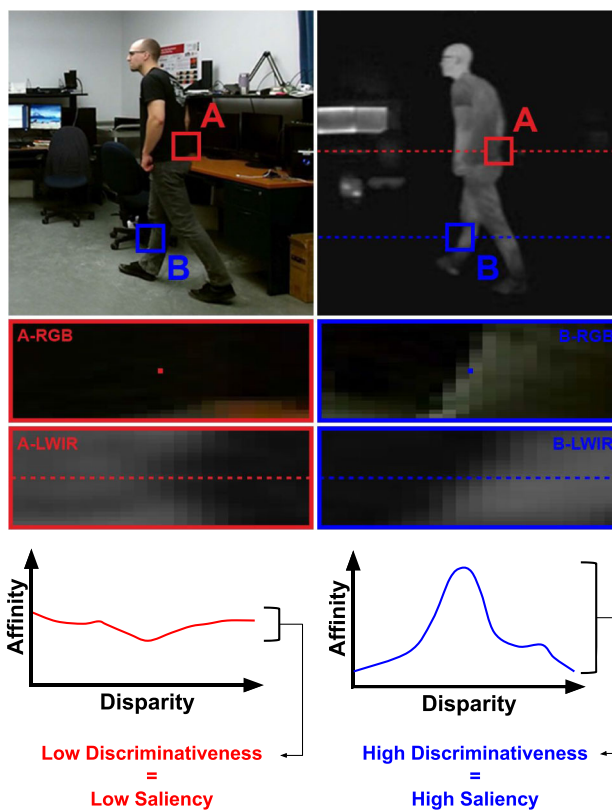 A
B
A
B
A-RGB
B-RGB
A-LWIR
B-LWIR
Affinity
Disparity
Affinity
Disparity
Low Discriminativeness
=
Low Saliency
High Discriminativeness
=
High Saliency